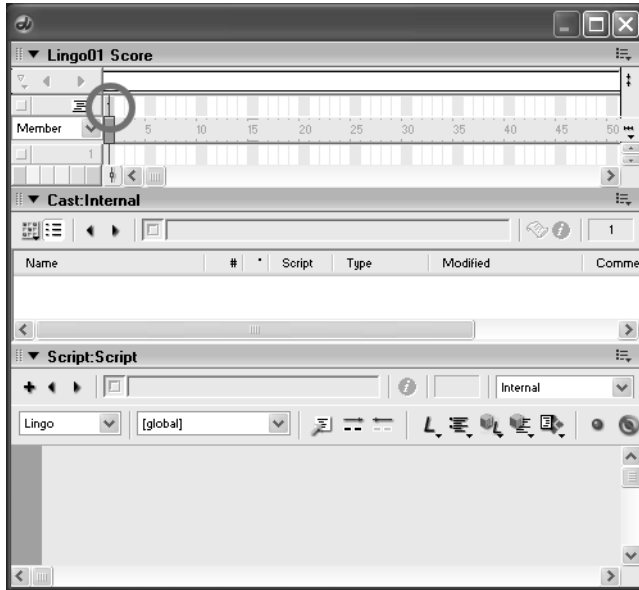 Lingo01 Score
Member 5 10 15 20 25 30 35 40 45 50
1
Cast:Internal
1
Name # * Script Type Modified Comme
Script:Script
Internal
Lingo [global] L L